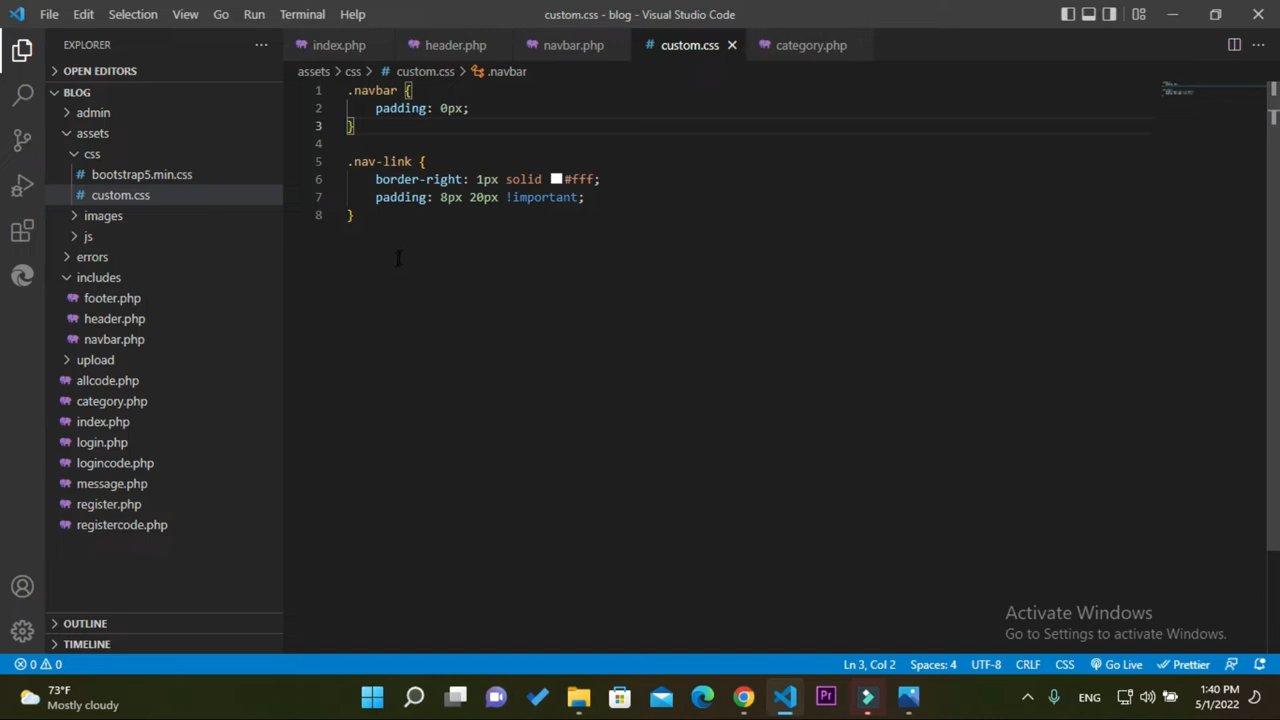 File Edit Selection View Go Run Terminal Help custom.css - blog - Visual Studio Code
EXPLORER
index.php header.php navbar.php # custom.css category.php
OPEN EDITORS
assets > css > # custom.css > .navbar
BLOG
admin
assets
css
# bootstrap5.min.css
# custom.css
images
js
errors
includes
footer.php
header.php
navbar.php
upload
allcode.php
category.php
index.php
login.php
logincode.php
message.php
register.php
registercode.php
OUTLINE
TIMELINE
1 .navbar {
2 padding: 0px;
3 }
4
5 .nav-link {
6 border-right: 1px solid #fff;
7 padding: 8px 20px !important;
8 }
Activate Windows
Go to Settings to activate Windows.
0 0 Ln 3, Col 2 Spaces: 4 UTF-8 CRLF CSS Go Live Prettier
73°F
Mostly cloudy
Pr
ENG
1:40 PM
5/1/2022